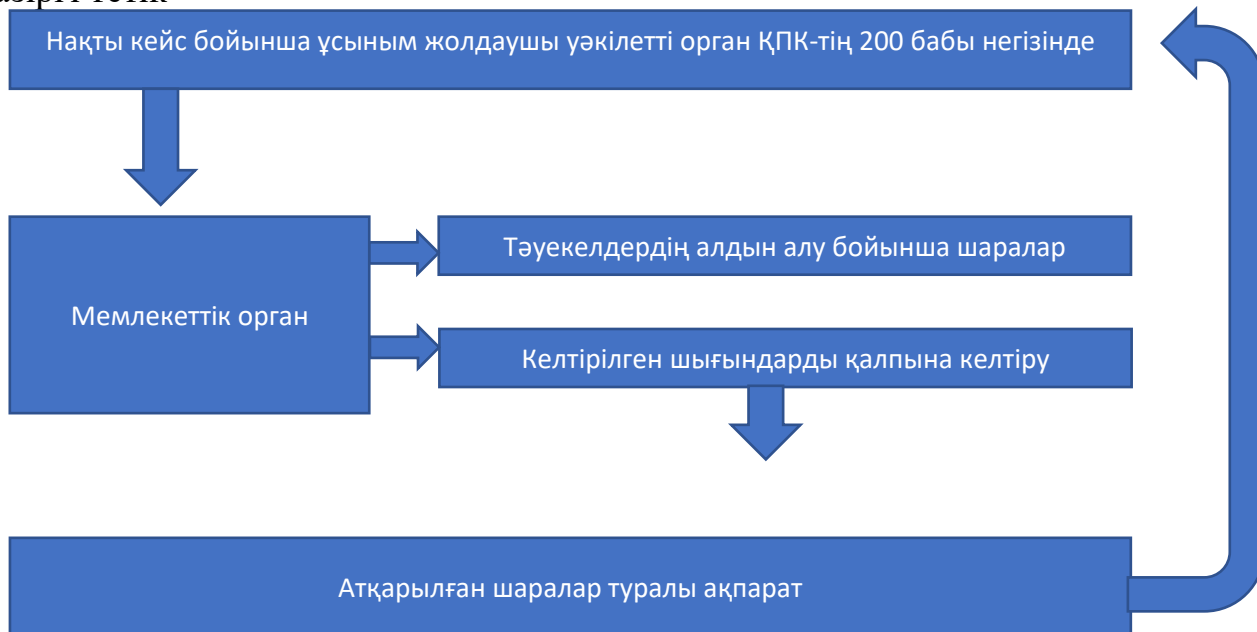 Нақты кейс бойынша ұсыным жолдаушы уәкілетті орган ҚПК-тің 200 бабы негізінде
Мемлекеттік орган
Тәуекелдердің алдын алу бойынша шаралар
Келтірілген шығындарды қалпына келтіру
Атқарылған шаралар туралы ақпарат